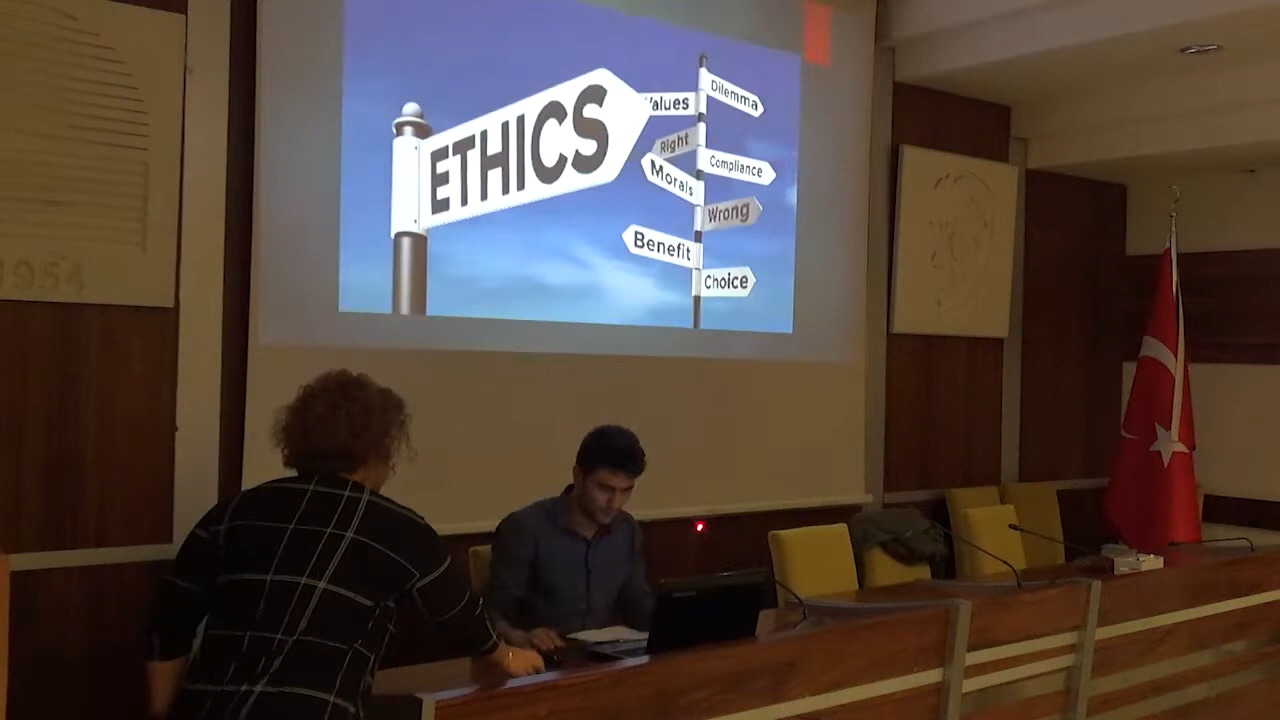 ETHICS
Values
Dilemma
Right
Compliance
Morals
Wrong
Benefit
Choice
1954